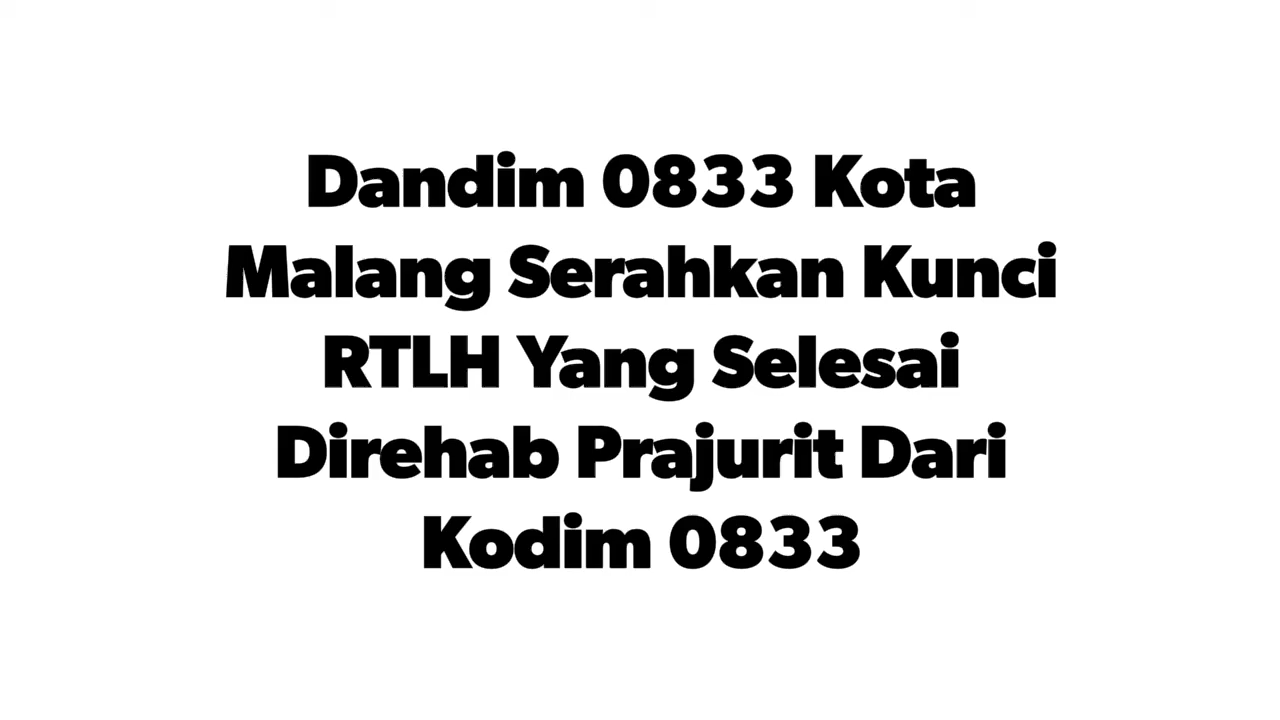 Dandim 0833 Kota
Malang Serahkan Kunci
RTLH Yang Selesai
Direhab Prajurit Dari
Kodim 0833